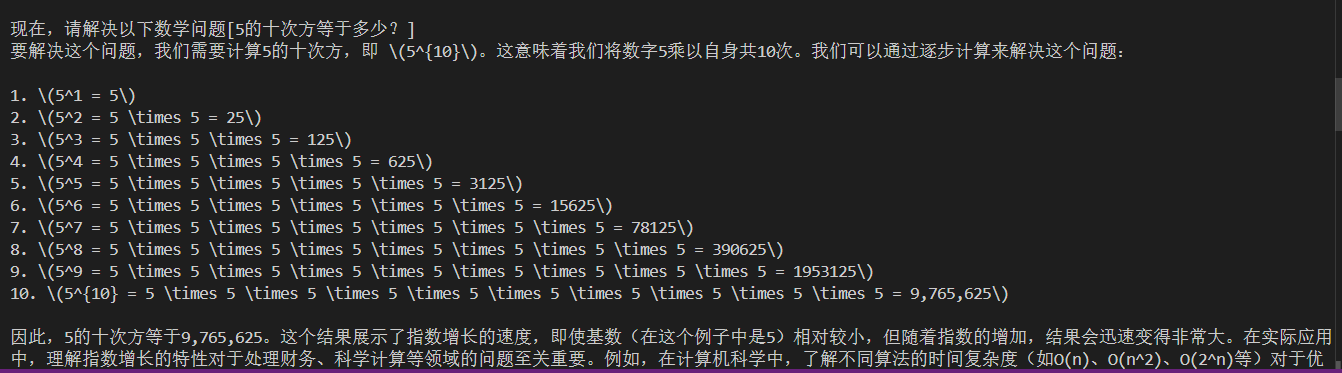 现在，请解决以下数学问题[5的十次方等于多少？]
要解决这个问题，我们需要计算5的十次方，即 \(5^{10}\)。这意味着我们将数字5乘以自身共10次。我们可以通过逐步计算来解决这个问题：
1. \(5^1 = 5\)
2. \(5^2 = 5 \times 5 = 25\)
3. \(5^3 = 5 \times 5 \times 5 = 125\)
4. \(5^4 = 5 \times 5 \times 5 \times 5 = 625\)
5. \(5^5 = 5 \times 5 \times 5 \times 5 \times 5 = 3125\)
6. \(5^6 = 5 \times 5 \times 5 \times 5 \times 5 \times 5 = 15625\)
7. \(5^7 = 5 \times 5 \times 5 \times 5 \times 5 \times 5 \times 5 = 78125\)
8. \(5^8 = 5 \times 5 \times 5 \times 5 \times 5 \times 5 \times 5 \times 5 = 390625\)
9. \(5^9 = 5 \times 5 \times 5 \times 5 \times 5 \times 5 \times 5 \times 5 \times 5 = 1953125\)
10. \(5^{10} = 5 \times 5 \times 5 \times 5 \times 5 \times 5 \times 5 \times 5 \times 5 \times 5 = 9,765,625\)
因此，5的十次方等于9,765,625。这个结果展示了指数增长的速度，即使基数（在这个例子中是5）相对较小，但随着指数的增加，结果会迅速变得非常大。在实际应用
中，理解指数增长的特性对于处理财务、科学计算等领域的问题至关重要。例如，在计算机科学中，了解不同算法的时间复杂度（如O(n)、O(n^2)、O(2^n)等）对于优